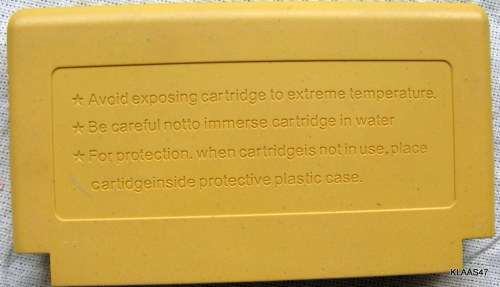 ☆ Avoid exposing cartridge to extreme temperature.
☆ Be careful notto immerse cartridge in water
☆ For protection, when cartridgeis not in use, place
cartidgeinside protective plastic case.
KLAAS47